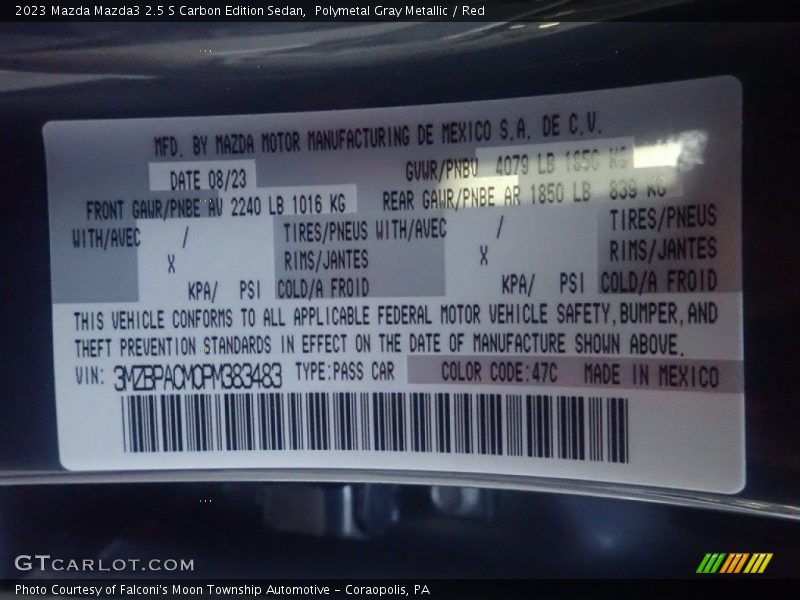 2023 Mazda Mazda3 2.5 S Carbon Edition Sedan, Polymetal Gray Metallic / Red
MFD. BY MAZDA MOTOR MANUFACTURING DE MEXICO S.A. DE C.V.
DATE 08/23 GVWR/PNBV 4079 LB 1850 KG
FRONT GAWR/PNBE AV 2240 LB 1016 KG REAR GAWR/PNBE AR 1850 LB 839 KG
WITH/AVEC / TIRES/PNEUS WITH/AVEC / TIRES/PNEUS
X RIMS/JANTES X RIMS/JANTES
KPA/ PSI COLD/A FROID KPA/ PSI COLD/A FROID
THIS VEHICLE CONFORMS TO ALL APPLICABLE FEDERAL MOTOR VEHICLE SAFETY, BUMPER, AND
THEFT PREVENTION STANDARDS IN EFFECT ON THE DATE OF MANUFACTURE SHOWN ABOVE.
VIN: 3MZBPACM0PM383483 TYPE:PASS CAR COLOR CODE:47C MADE IN MEXICO
GTCARLOT.COM
Photo Courtesy of Falconi's Moon Township Automotive - Coraopolis, PA